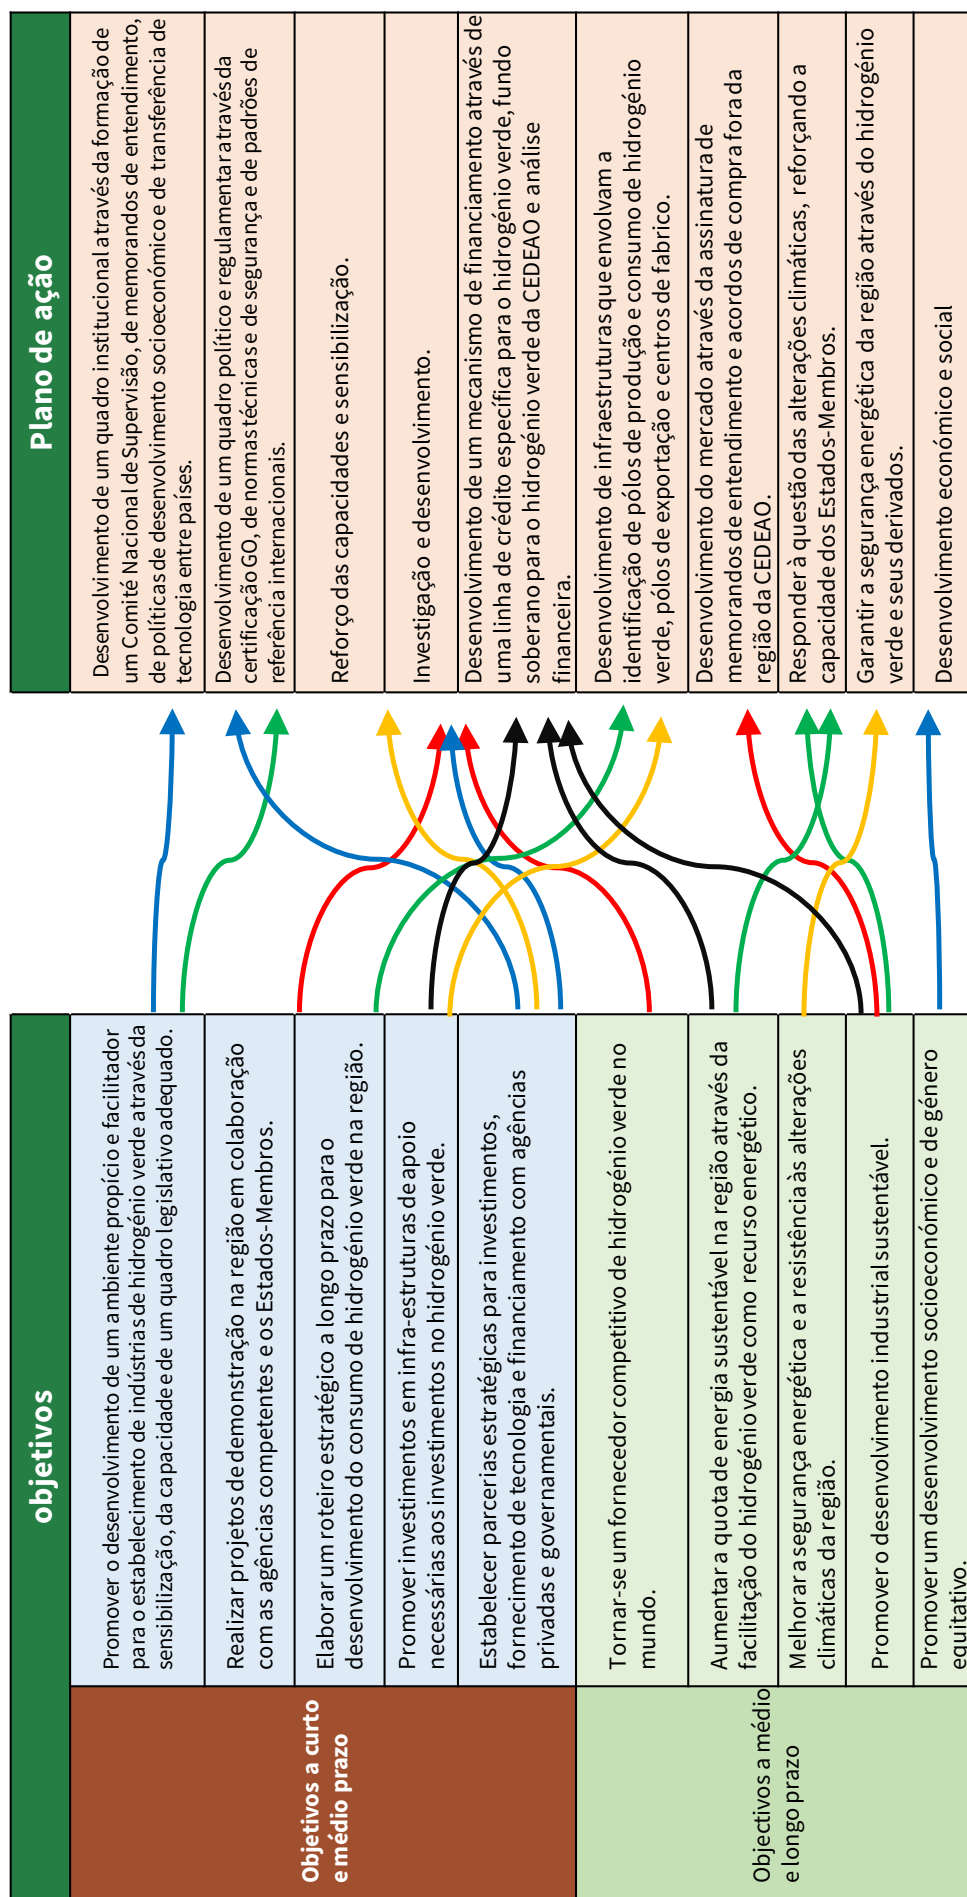 objetivos
Plano de ação
Objetivos a curto
e médio prazo
Promover o desenvolvimento de um ambiente propício e facilitador
para o estabelecimento de indústrias de hidrogénio verde através da
sensibilização, da capacidade e de um quadro legislativo adequado.
Realizar projetos de demonstração na região em colaboração
com as agências competentes e os Estados-Membros.
Elaborar um roteiro estratégico a longo prazo para o
desenvolvimento do consumo de hidrogénio verde na região.
Promover investimentos em infra-estruturas de apoio
necessárias aos investimentos no hidrogénio verde.
Estabelecer parcerias estratégicas para investimentos,
fornecimento de tecnologia e financiamento com agências
privadas e governamentais.
Objectivos a médio
e longo prazo
Tornar-se um fornecedor competitivo de hidrogénio verde no
mundo.
Aumentar a quota de energia sustentável na região através da
facilitação do hidrogénio verde como recurso energético.
Melhorar a segurança energética e a resistência às alterações
climáticas da região.
Promover o desenvolvimento industrial sustentável.
Promover um desenvolvimento socioeconómico e de género
equitativo.
Desenvolvimento de um quadro institucional através da formação de
um Comité Nacional de Supervisão, de memorandos de entendimento,
de políticas de desenvolvimento socioeconómico e de transferência de
tecnologia entre países.
Desenvolvimento de um quadro político e regulamentar através da
certificação GO, de normas técnicas e de segurança e de padrões de
referência internacionais.
Reforço das capacidades e sensibilização.
Investigação e desenvolvimento.
Desenvolvimento de um mecanismo de financiamento através de
uma linha de crédito específica para o hidrogénio verde, fundo
soberano para o hidrogénio verde da CEDEAO e análise
financeira.
Desenvolvimento de infraestruturas que envolvam a
identificação de pólos de produção e consumo de hidrogénio
verde, pólos de exportação e centros de fabrico.
Desenvolvimento do mercado através da assinatura de
memorandos de entendimento e acordos de compra fora da
região da CEDEAO.
Responder à questão das alterações climáticas, reforçando a
capacidade dos Estados-Membros.
Garantir a segurança energética da região através do hidrogénio
verde e seus derivados.
Desenvolvimento económico e social